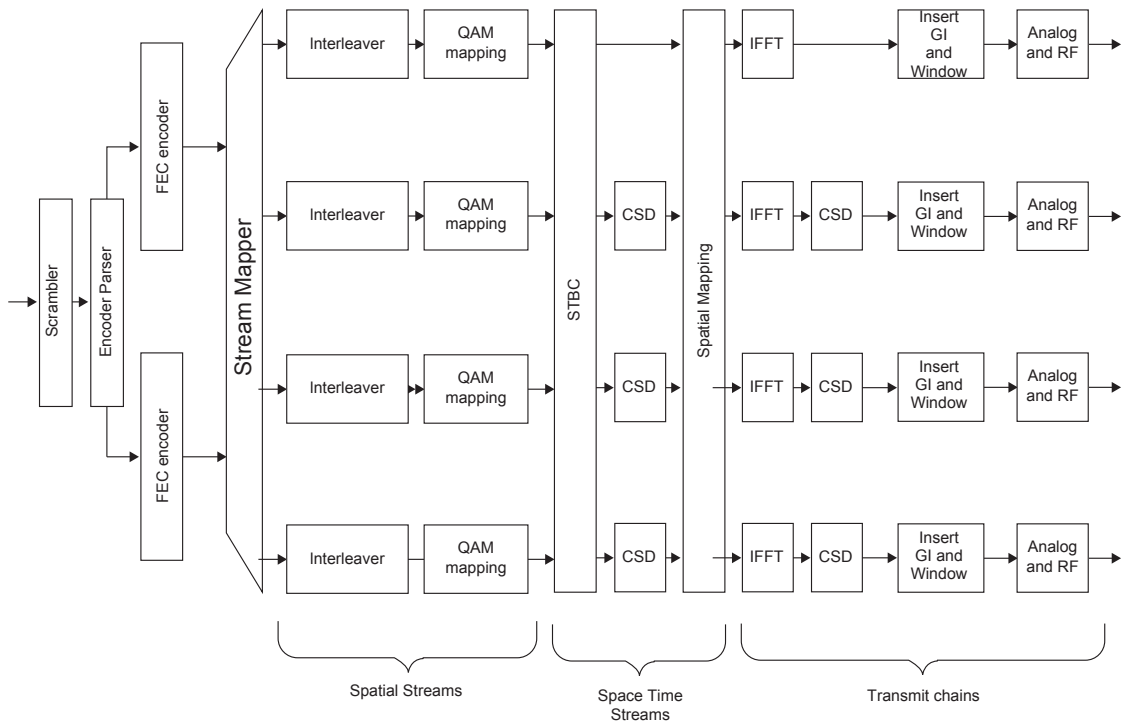 Scrambler
Encoder Parser
FEC encoder
FEC encoder
Stream Mapper
Interleaver
QAM
mapping
STBC
Spatial Mapping
IFFT
Insert
GI
and
Window
Analog
and RF
Interleaver
QAM
mapping
CSD
IFFT
CSD
Insert
GI and
Window
Analog
and RF
Interleaver
QAM
mapping
CSD
IFFT
CSD
Insert
GI and
Window
Analog
and RF
Interleaver
QAM
mapping
CSD
IFFT
CSD
Insert
GI and
Window
Analog
and RF
Spatial Streams
Space Time
Streams
Transmit chains